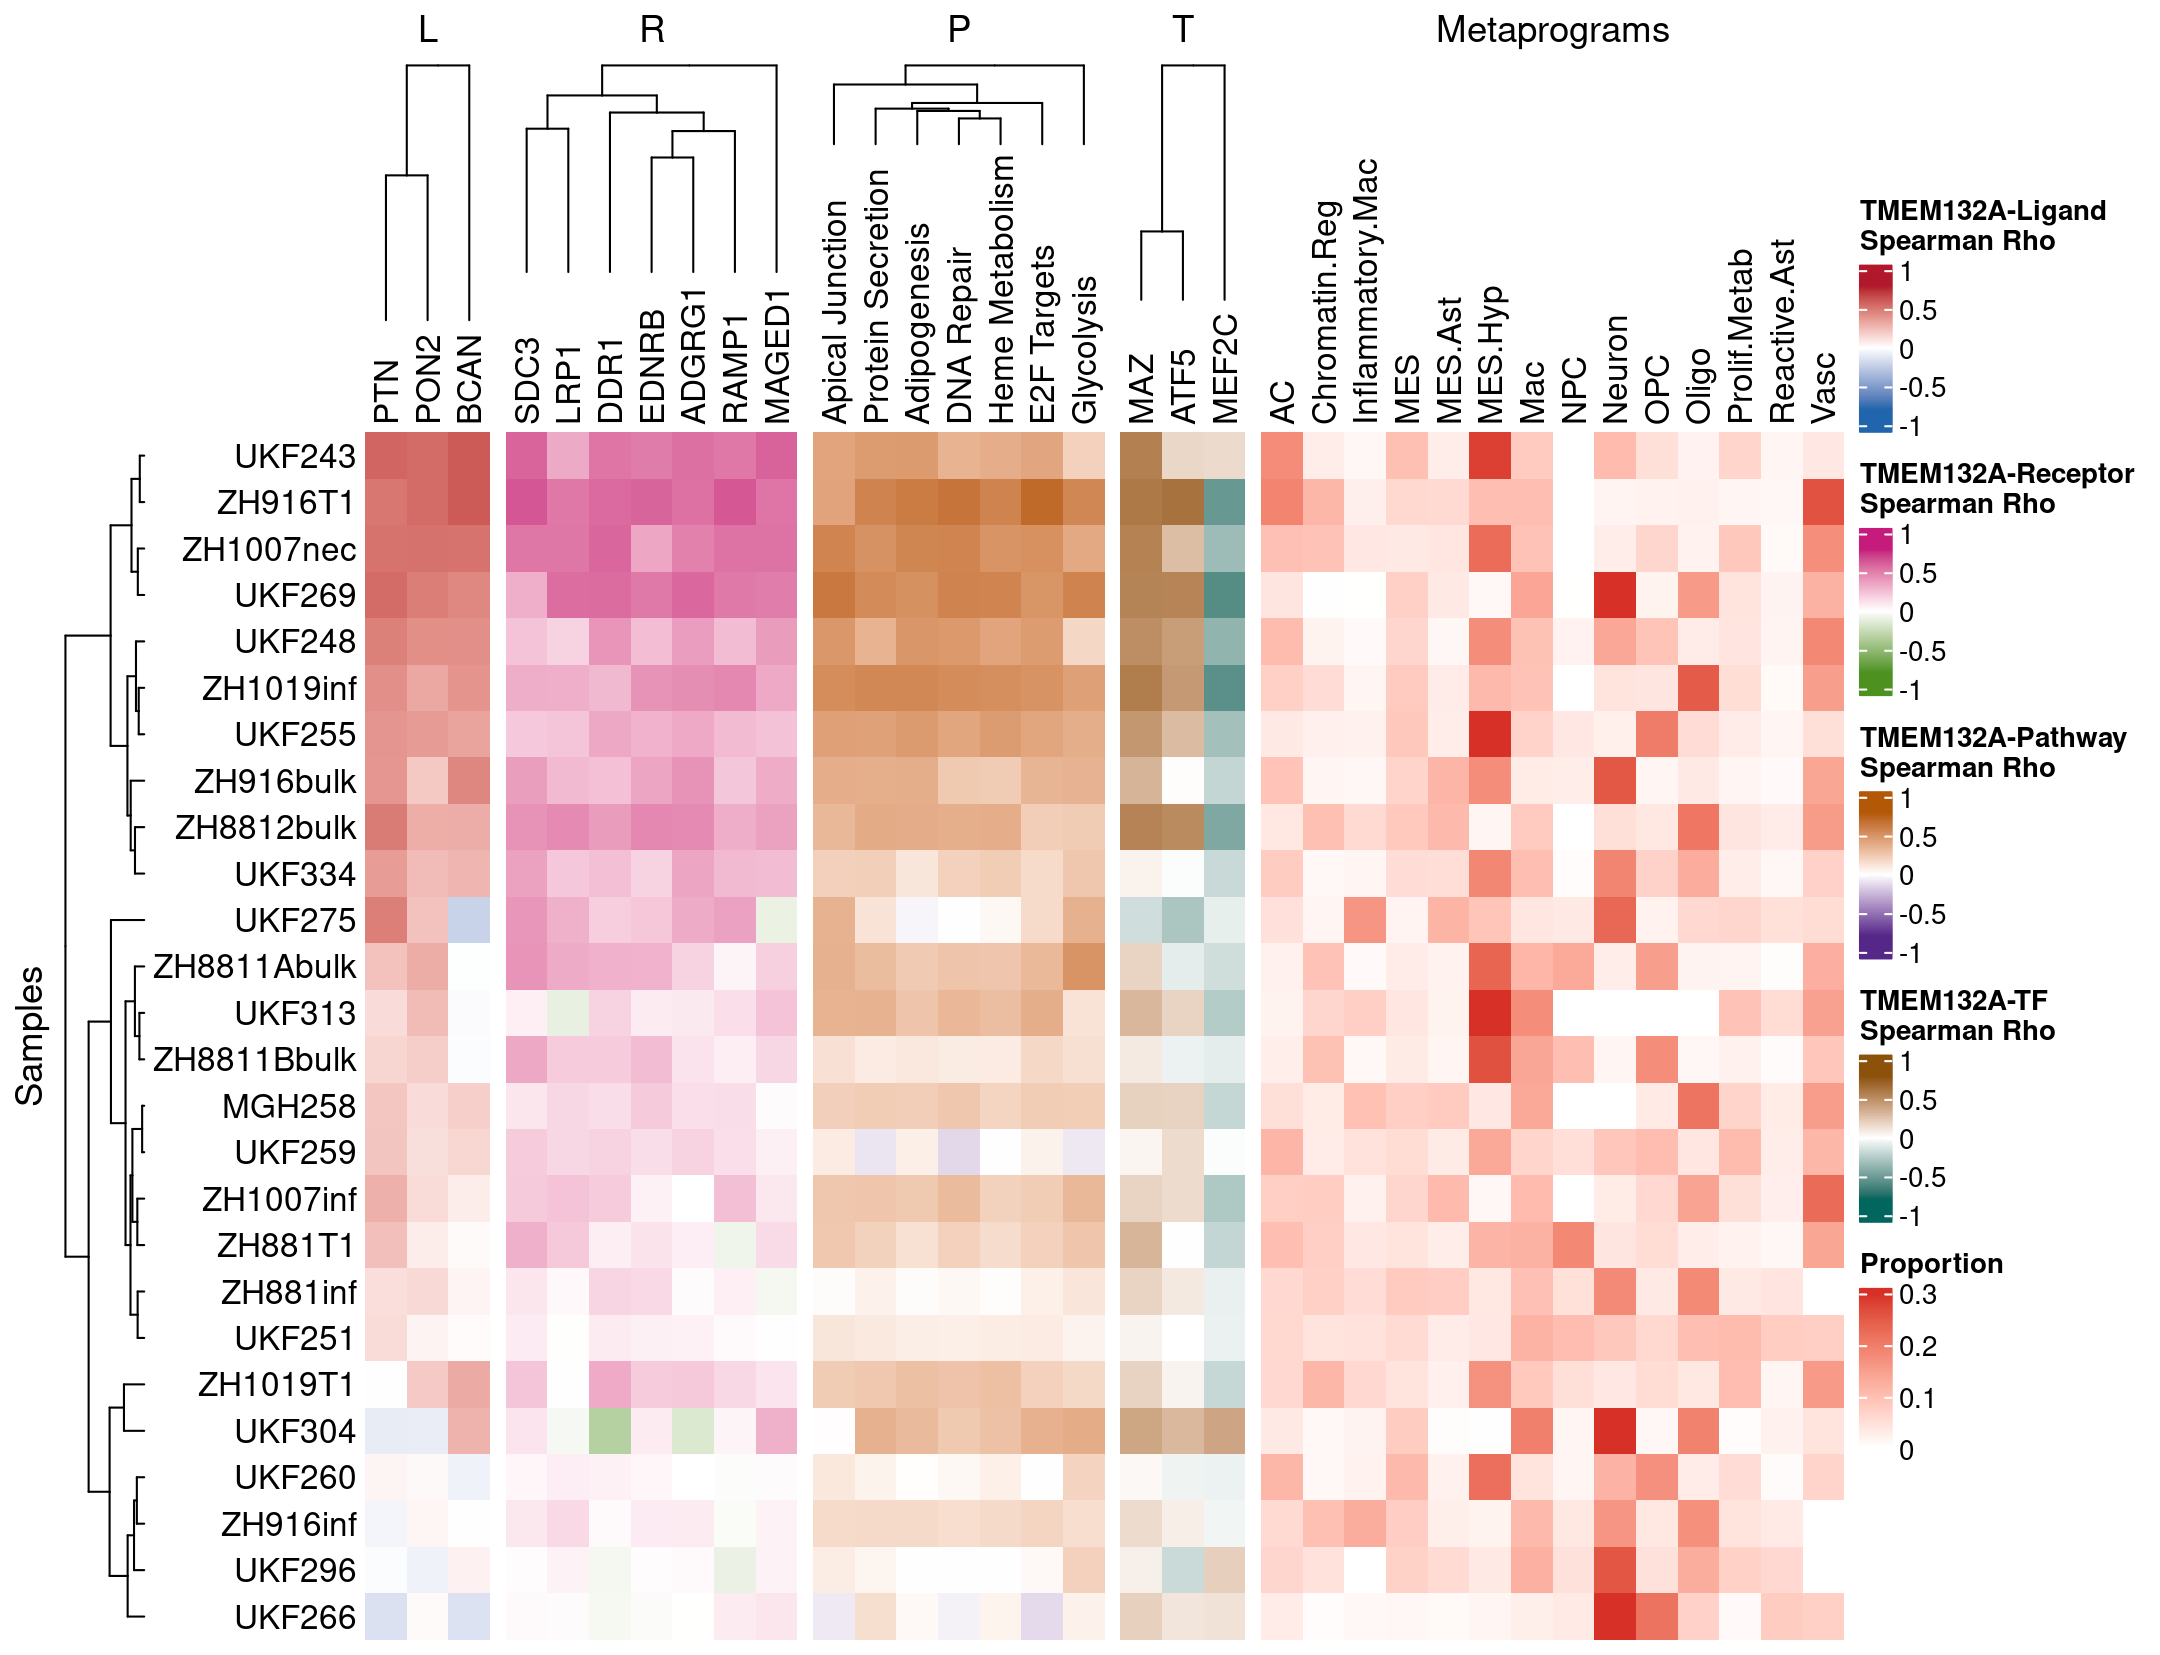 L
R
P
T
Metaprograms
PTN
PON2
BCAN
SDC3
LRP1
DDR1
EDNRB
ADGRG1
RAMP1
MAGED1
Apical Junction
Protein Secretion
Adipogenesis
DNA Repair
Heme Metabolism
E2F Targets
Glycolysis
MAZ
ATF5
MEF2C
AC
Chromatin.Reg
Inflammatory.Mac
MES
MES.Ast
MES.Hyp
Mac
NPC
Neuron
OPC
Oligo
Prolif.Metab
Reactive.Ast
Vasc
Samples
UKF243
ZH916T1
ZH1007nec
UKF269
UKF248
ZH1019inf
UKF255
ZH916bulk
ZH8812bulk
UKF334
UKF275
ZH8811Abulk
UKF313
ZH8811Bbulk
MGH258
UKF259
ZH1007inf
ZH881T1
ZH881inf
UKF251
ZH1019T1
UKF304
UKF260
ZH916inf
UKF296
UKF266
TMEM132A-Ligand
Spearman Rho
1
0.5
0
-0.5
-1
TMEM132A-Receptor
Spearman Rho
1
0.5
0
-0.5
-1
TMEM132A-Pathway
Spearman Rho
1
0.5
0
-0.5
-1
TMEM132A-TF
Spearman Rho
1
0.5
0
-0.5
-1
Proportion
0.3
0.2
0.1
0